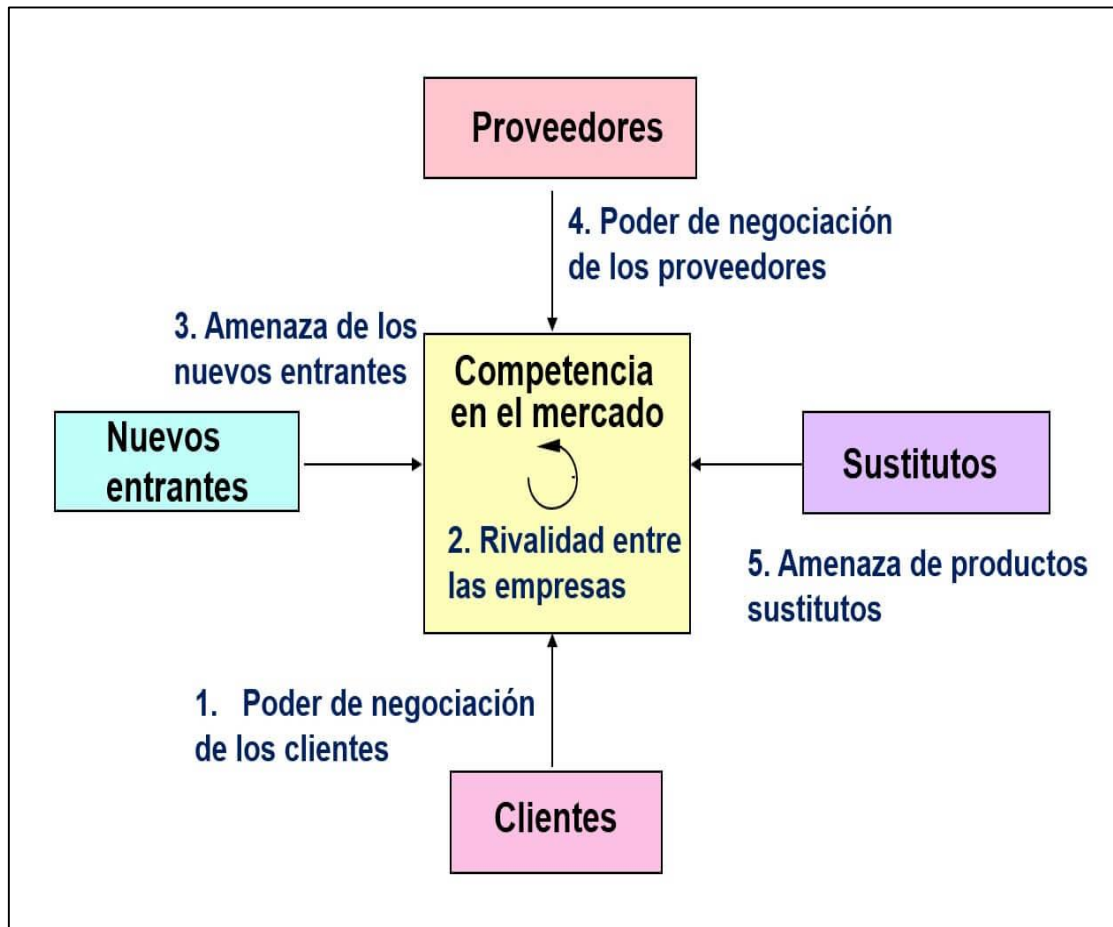 Proveedores
4. Poder de negociación
de los proveedores
3. Amenaza de los
nuevos entrantes
Competencia
en el mercado
Nuevos
entrantes
Sustitutos
2. Rivalidad entre
las empresas
5. Amenaza de productos
sustitutos
1. Poder de negociación
de los clientes
Clientes